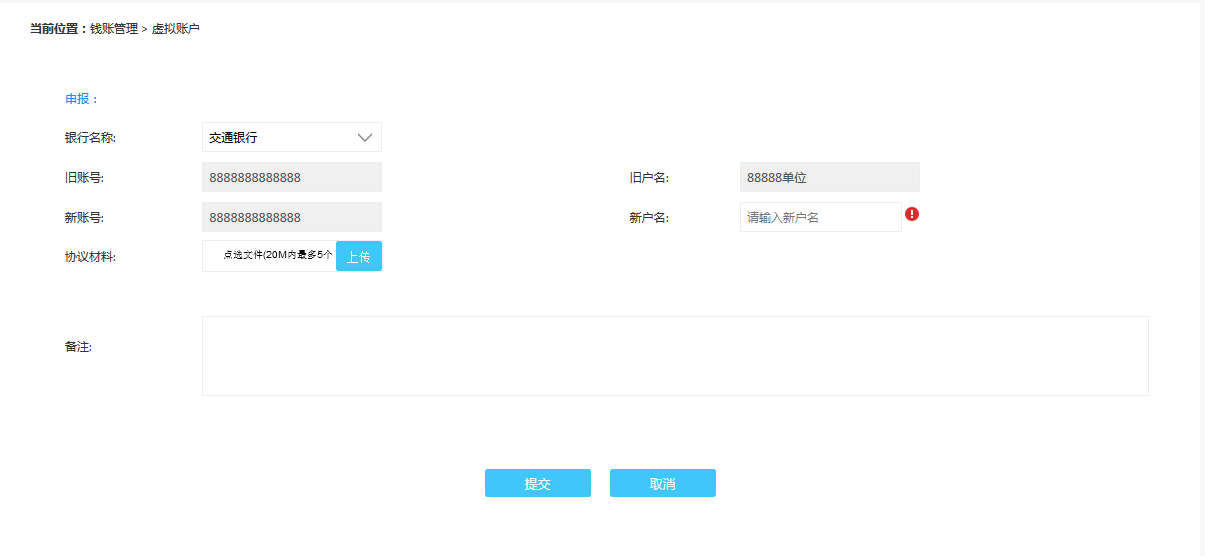 当前位置：钱账管理 > 虚拟账户
申报：
银行名称: 交通银行
旧账号: 8888888888888 旧户名: 88888单位
新账号: 8888888888888 新户名: 请输入新户名
协议材料: 点选文件(20M内最多5个 上传
备注:
提交 取消